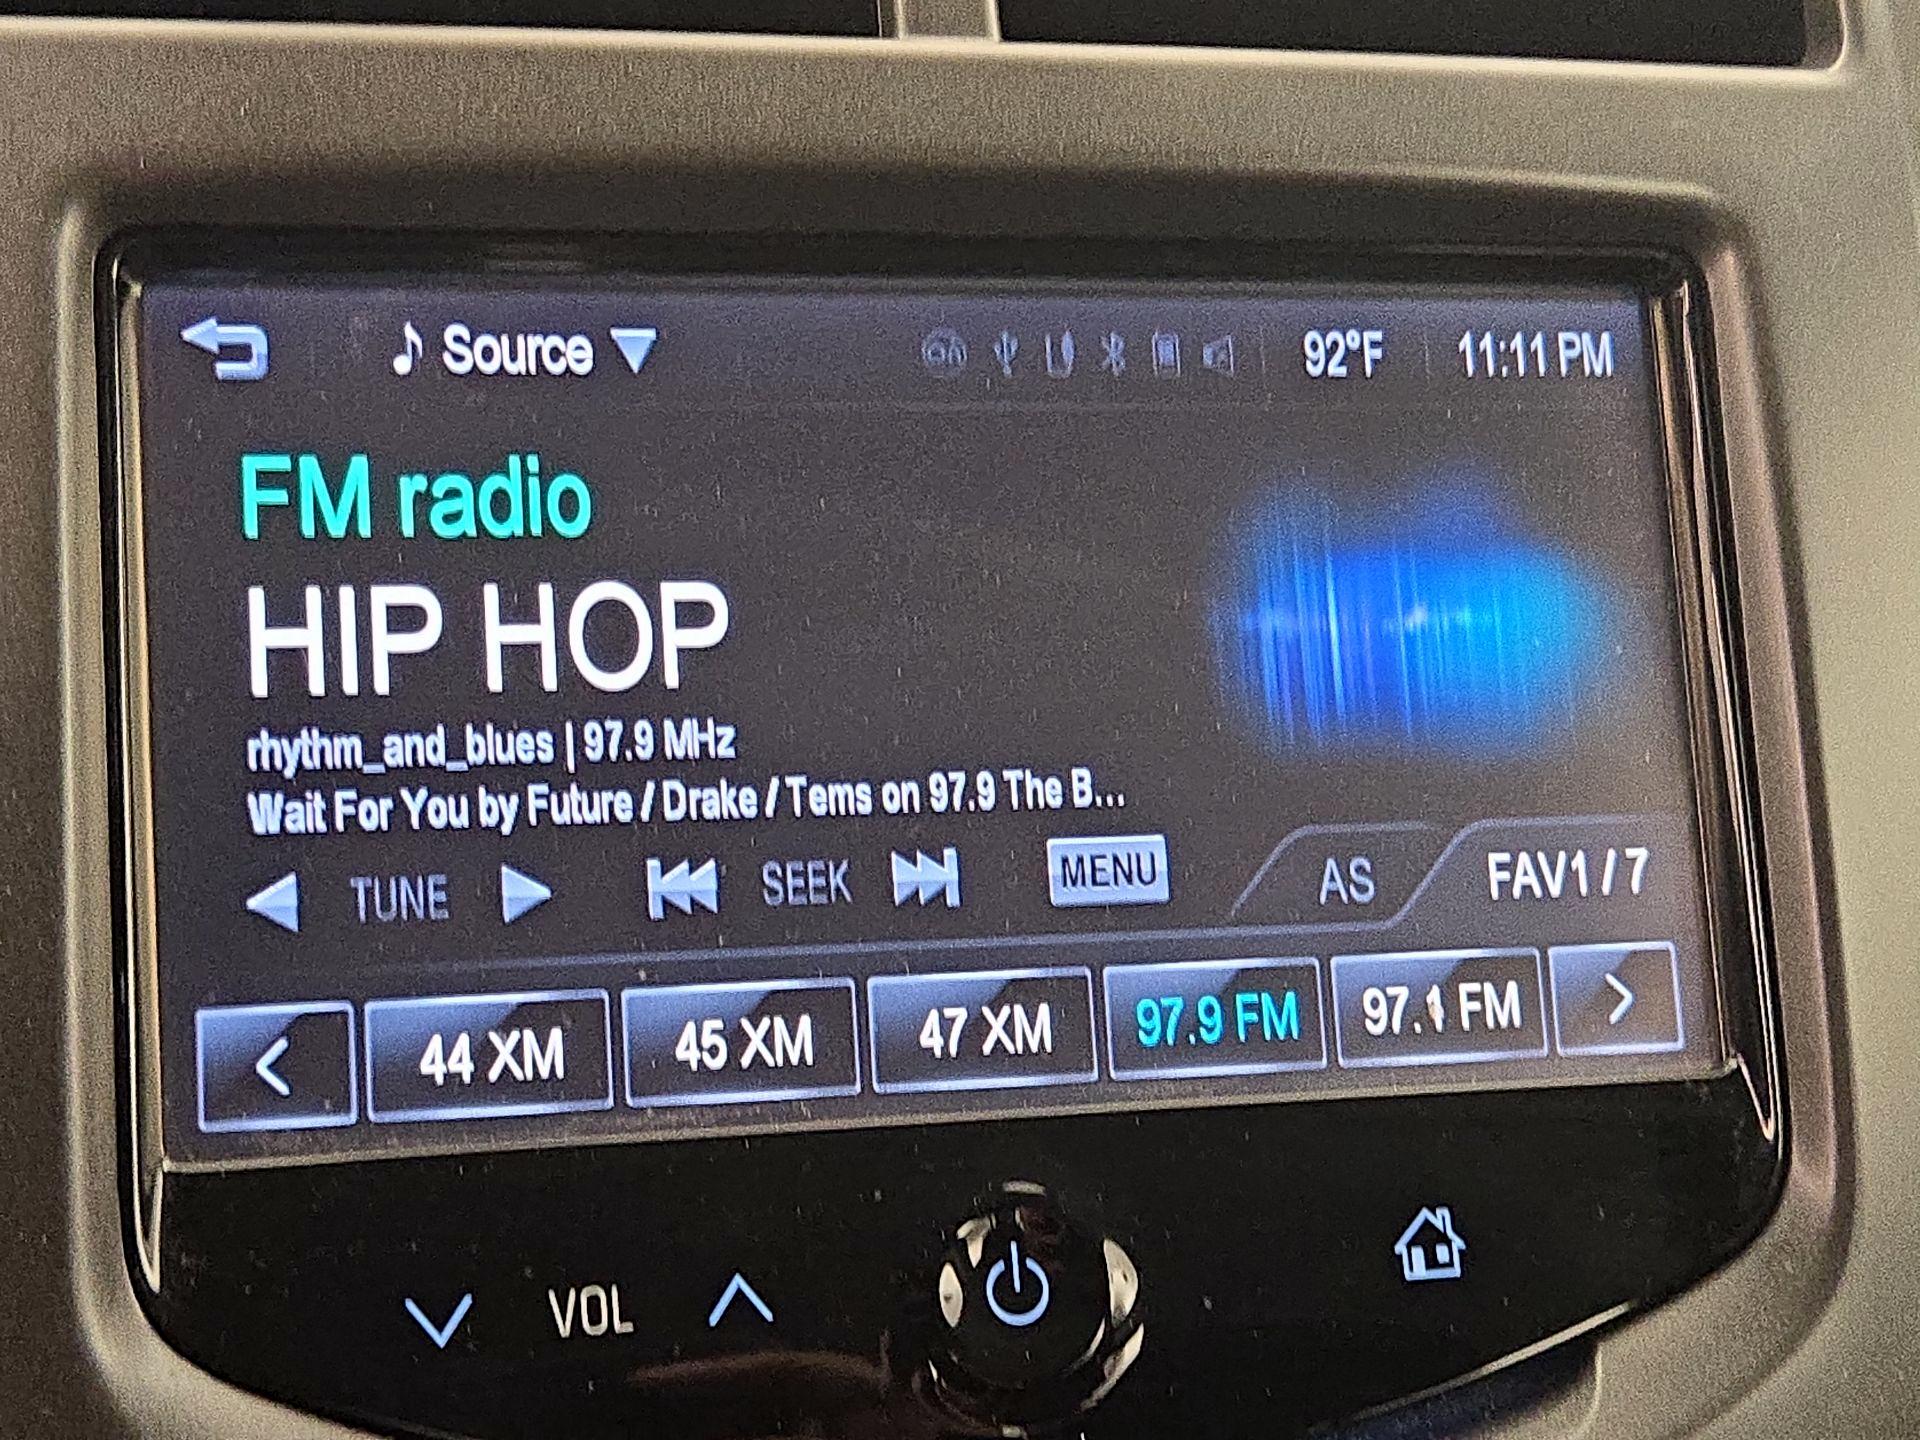 Source
92°F
11:11 PM
FM radio
HIP HOP
rhythm_and_blues | 97.9 MHz
Wait For You by Future / Drake / Tems on 97.9 The B...
TUNE
SEEK
MENU
AS
FAV1 / 7
44 XM
45 XM
47 XM
97.9 FM
97.1 FM
VOL